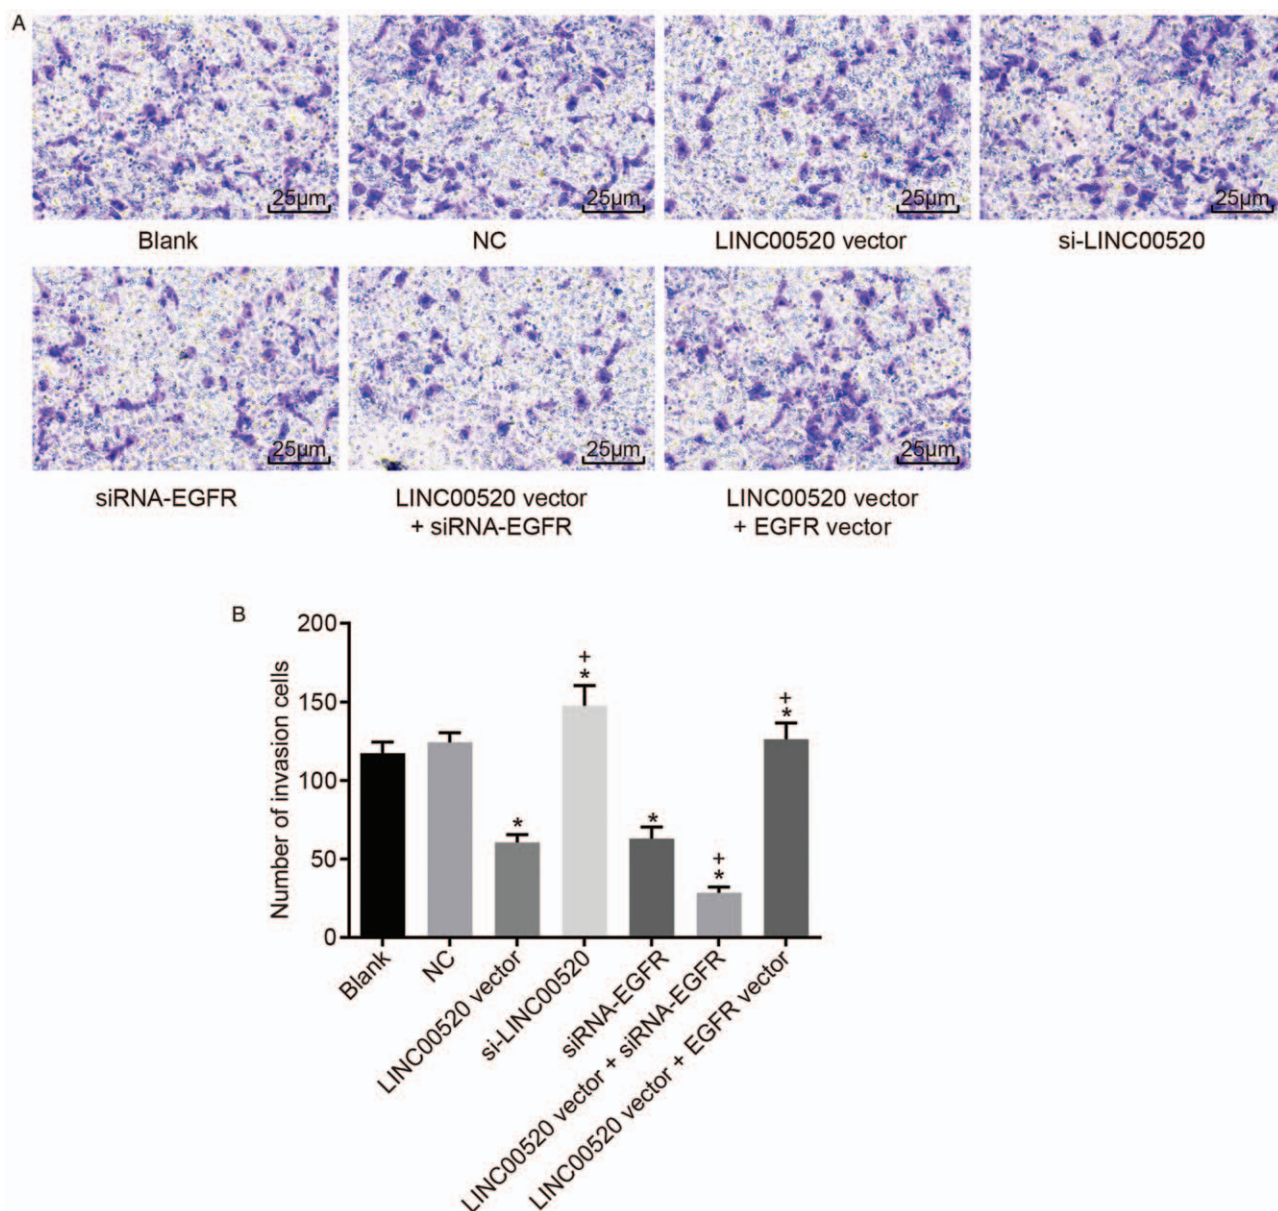 A
25µm
25µm
25µm
25µm
Blank
NC
LINC00520 vector
si-LINC00520
25µm
25µm
25µm
siRNA-EGFR
LINC00520 vector
+ siRNA-EGFR
LINC00520 vector
+ EGFR vector
B
Number of invasion cells
200
150
100
50
0
*
+
*
*
+
*
+
*
Blank
NC
LINC00520 vector
si-LINC00520
siRNA-EGFR
LINC00520 vector + siRNA-EGFR
LINC00520 vector + EGFR vector